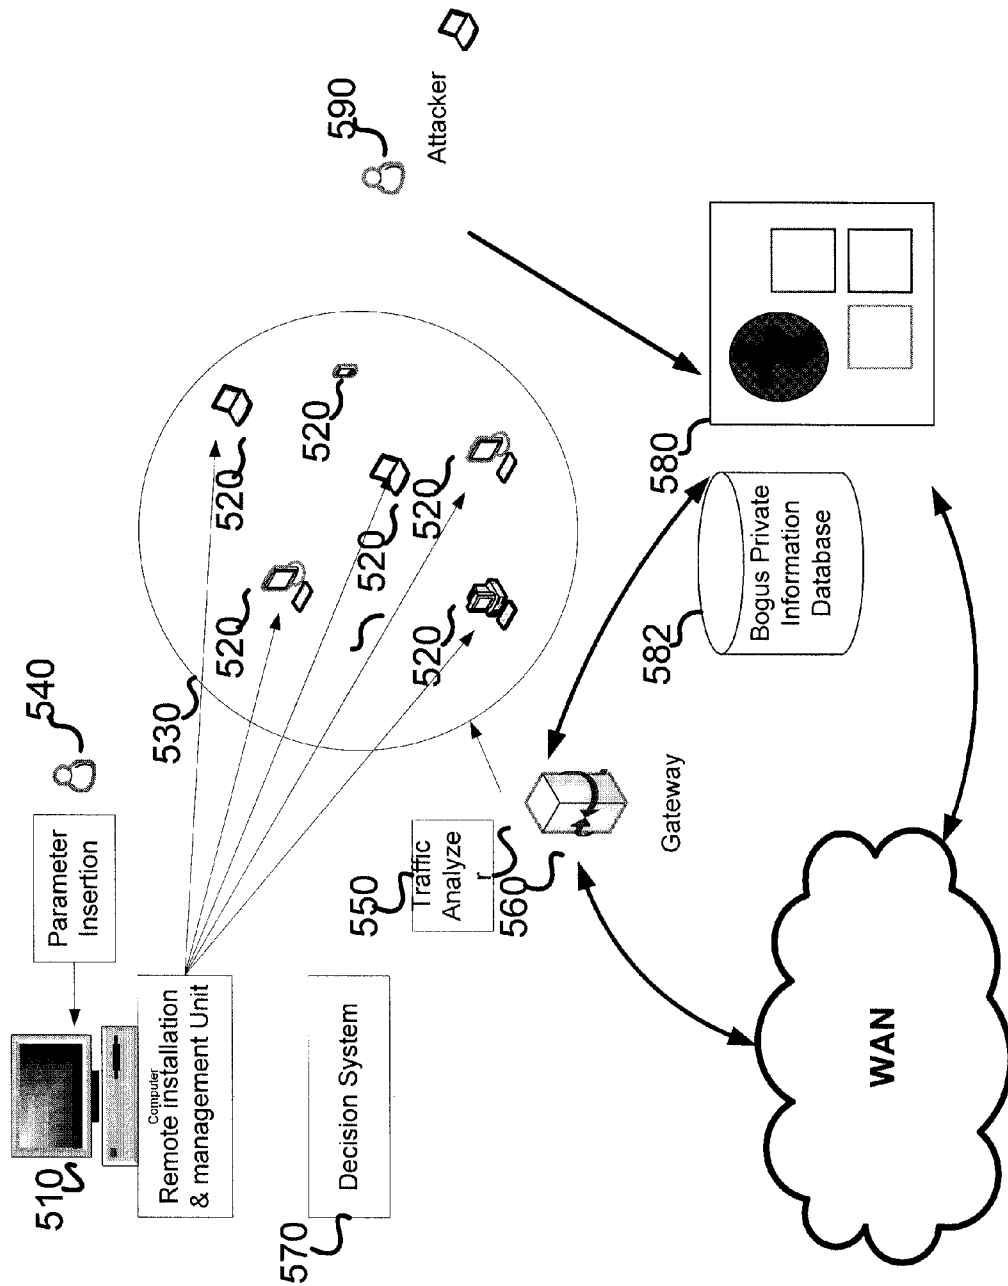 510
Computer
Remote installation
& management Unit
Parameter
Insertion
540
570
Decision System
530
520
520
520
520
520
520
550
Traffic
Analyze
r
560
Gateway
590
Attacker
WAN
582
Bogus Private
Information
Database
580